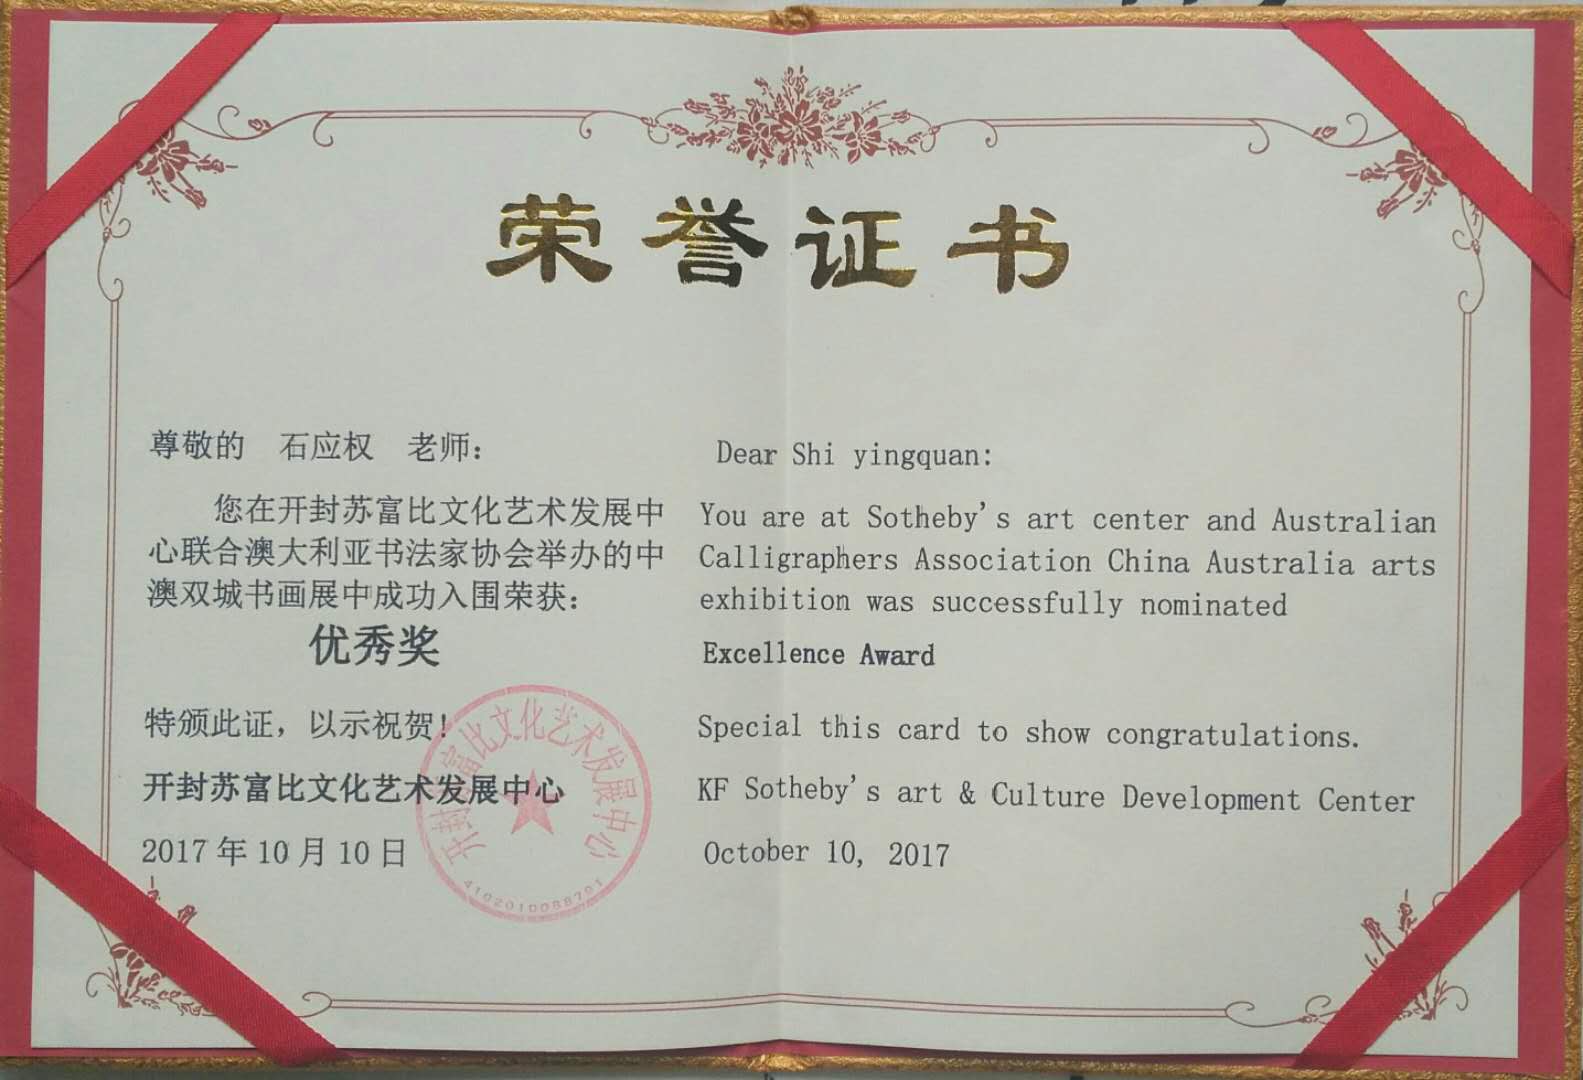 荣誉证书
尊敬的 石应权 老师:
您在开封苏富比文化艺术发展中
心联合澳大利亚书法家协会举办的中
澳双城书画展中成功入围荣获:
优秀奖
特颁此证，以示祝贺!
开封苏富比文化艺术发展中心
2017年10月10日
开封苏富比文化艺术发展中心
4102010088791
Dear Shi yingquan:
You are at Sotheby's art center and Australian
Calligraphers Association China Australia arts
exhibition was successfully nominated
Excellence Award
Special this card to show congratulations.
KF Sotheby's art & Culture Development Center
October 10, 2017